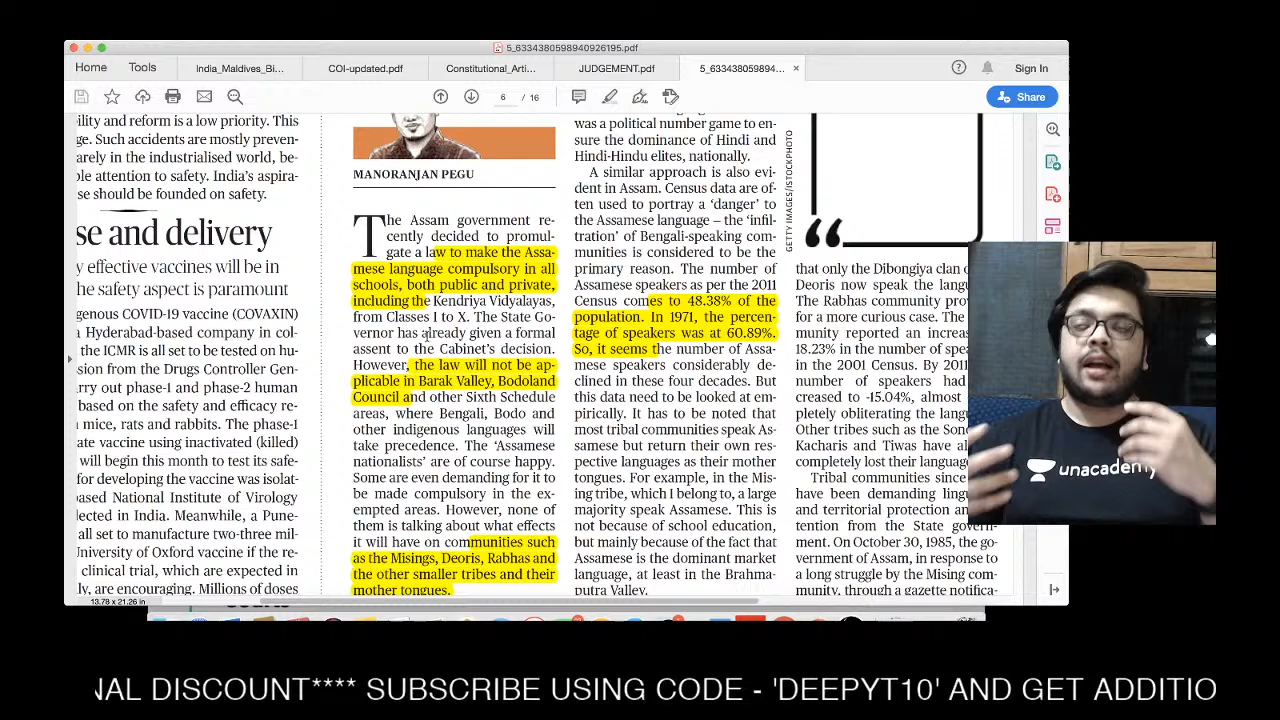 5_6334380598940926195.pdf
Home
Tools
India_Maldives_Bi...
COI-updated.pdf
Constitutional_Arti...
JUDGEMENT.pdf
5_633438059894...
×
?
Sign In
6 / 16
Share
ility and reform is a low priority. This
ge. Such accidents are mostly preven-
arely in the industrialised world, be-
ple attention to safety. India's aspira-
se should be founded on safety.
se and delivery
y effective vaccines will be in
he safety aspect is paramount
genous COVID-19 vaccine (COVAXIN)
a Hyderabad-based company in col-
the ICMR is all set to be tested on hu-
sion from the Drugs Controller Gen-
arry out phase-1 and phase-2 human
based on the safety and efficacy re-
mice, rats and rabbits. The phase-1
ate vaccine using inactivated (killed)
will begin this month to test its safe-
for developing the vaccine was isolat-
based National Institute of Virology
lected in India. Meanwhile, a Pune-
all set to manufacture two-three mil-
University of Oxford vaccine if the re-
clinical trial, which are expected in
ly, are encouraging. Millions of doses
MANORANJAN PEGU
The Assam government re-
cently decided to promul-
gate a law to make the Assa-
mese language compulsory in all
schools, both public and private,
including the Kendriya Vidyalayas,
from Classes I to X. The State Go-
vernor has already given a formal
assent to the Cabinet's decision.
However, the law will not be ap-
plicable in Barak Valley, Bodoland
Council and other Sixth Schedule
areas, where Bengali, Bodo and
other indigenous languages will
take precedence. The 'Assamese
nationalists' are of course happy.
Some are even demanding for it to
be made compulsory in the ex-
empted areas. However, none of
them is talking about what effects
it will have on communities such
as the Misings, Deoris, Rabhas and
the other smaller tribes and their
mother tongues.
was a political number game to en-
sure the dominance of Hindi and
Hindi-Hindu elites, nationally.
A similar approach is also evi-
dent in Assam. Census data are of-
ten used to portray a 'danger' to
the Assamese language – the 'infil-
tration' of Bengali-speaking com-
munities is considered to be the
primary reason. The number of
Assamese speakers as per the 2011
Census comes to 48.38% of the
population. In 1971, the percen-
tage of speakers was at 60.89%.
So, it seems the number of Assa-
mese speakers considerably de-
clined in these four decades. But
this data need to be looked at em-
pirically. It has to be noted that
most tribal communities speak As-
samese but return their own res-
pective languages as their mother
tongues. For example, in the Mis-
ing tribe, which I belong to, a large
majority speak Assamese. This is
not because of school education,
but mainly because of the fact that
Assamese is the dominant market
language, at least in the Brahma-
putra Valley.
GETTY IMAGES/ISTOCKPHOTO
“
that only the Dibongiya clan o
Deoris now speak the langu
The Rabhas community pro
for a more curious case. The
munity reported an increas
18.23% in the number of spea
in the 2001 Census. By 2011
number of speakers had
creased to -15.04%, almost
pletely obliterating the lang
Other tribes such as the Sono
Kacharis and Tiwas have al
completely lost their language
Tribal communities since
have been demanding ling
and territorial protection an
tention from the State govern-
ment. On October 30, 1985, the go-
vernment of Assam, in response to
a long struggle by the Mising com-
munity, through a gazette notifica-
13.78 x 21.26 in
unacademy
NAL DISCOUNT**** SUBSCRIBE USING CODE - 'DEEPYT10' AND GET ADDITIO